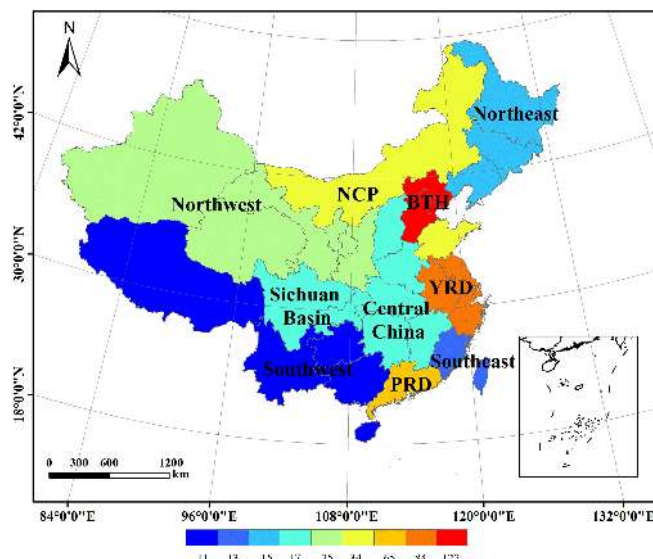 N
42°0'0"N
30°0'0"N
18°0'0"N
Northeast
NCP
BTH
Northwest
YRD
Sichuan
Basin
Central
China
Southeast
Southwest
PRD
0 300 600 1200
km
84°0'0"E 96°0'0"E 108°0'0"E 120°0'0"E 132°0'0"E